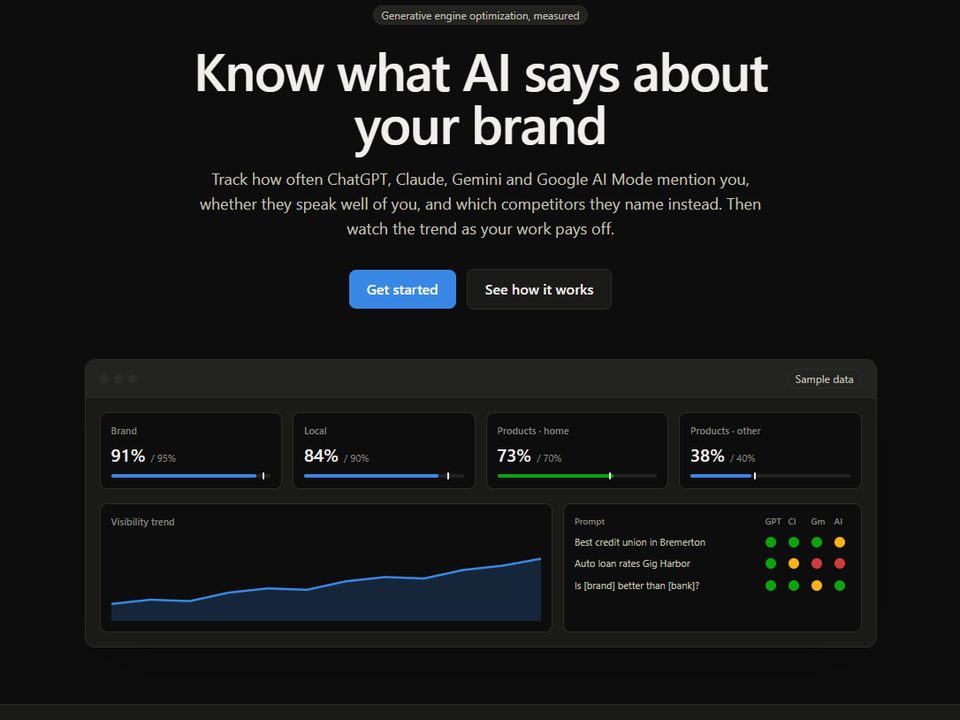 Generative engine optimization, measured
Know what AI says about
your brand
Track how often ChatGPT, Claude, Gemini and Google AI Mode mention you,
whether they speak well of you, and which competitors they name instead. Then
watch the trend as your work pays off.
Get started
See how it works
Sample data
Brand
91% / 95%
Local
84% / 90%
Products · home
73% / 70%
Products · other
38% / 40%
Visibility trend
Prompt GPT Cl Gm AI
Best credit union in Bremerton
Auto loan rates Gig Harbor
Is [brand] better than [bank]?